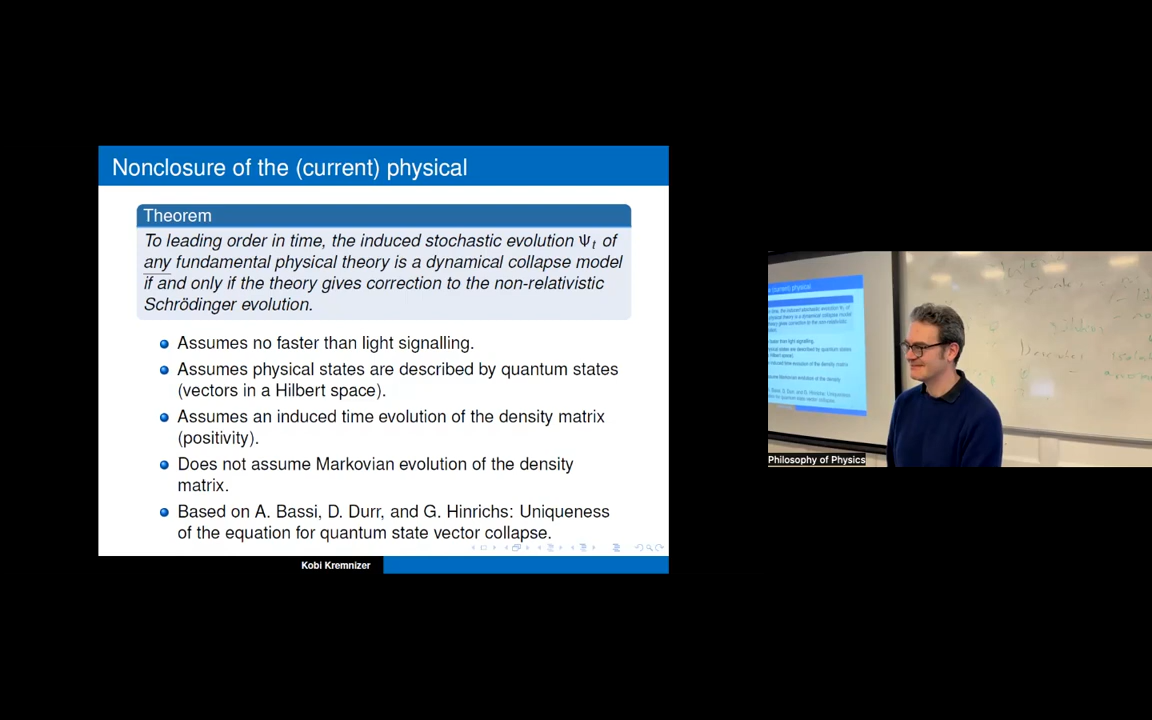 Nonclosure of the (current) physical
Theorem
To leading order in time, the induced stochastic evolution Ψt of
any fundamental physical theory is a dynamical collapse model
if and only if the theory gives correction to the non-relativistic
Schrödinger evolution.
Assumes no faster than light signalling.
Assumes physical states are described by quantum states
(vectors in a Hilbert space).
Assumes an induced time evolution of the density matrix
(positivity).
Does not assume Markovian evolution of the density
matrix.
Based on A. Bassi, D. Durr, and G. Hinrichs: Uniqueness
of the equation for quantum state vector collapse.
Kobi Kremnizer
Philosophy of Physics